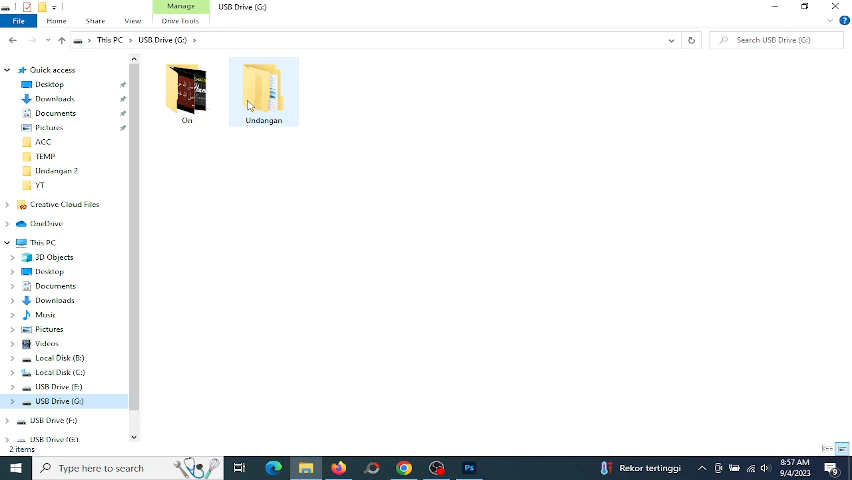 Manage
USB Drive (G:)
File
Home
Share
View
Drive Tools
This PC
USB Drive (G:)
Search USB Drive (G:)
Quick access
Desktop
Downloads
Documents
Pictures
ACC
TEMP
Undangan 2
YT
Creative Cloud Files
OneDrive
This PC
3D Objects
Desktop
Documents
Downloads
Music
Pictures
Videos
Local Disk (B:)
Local Disk (C:)
USB Drive (F:)
USB Drive (G:)
USB Drive (F:)
USB Drive (G:)
Undangan
2 items
Type here to search
Ps
Rekor tertinggi
8:57 AM
9/4/2023
9